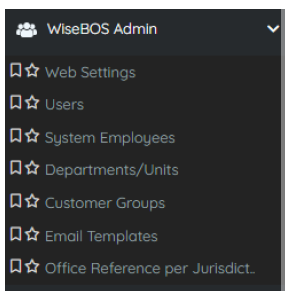 WiseBOS Admin
Web Settings
Users
System Employees
Departments/Units
Customer Groups
Email Templates
Office Reference per Jurisdict..